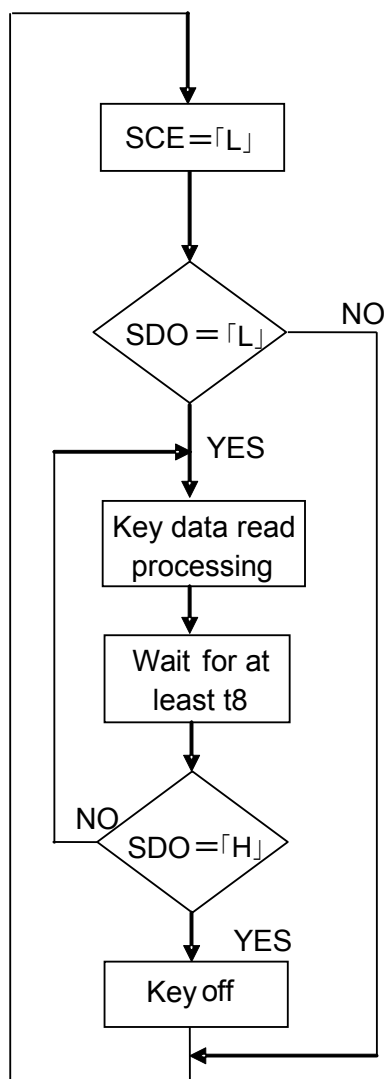 SCE＝「L」
SDO＝「L」
NO
YES
Key data read
processing
Wait for at
least t8
NO
SDO＝「H」
YES
Key off